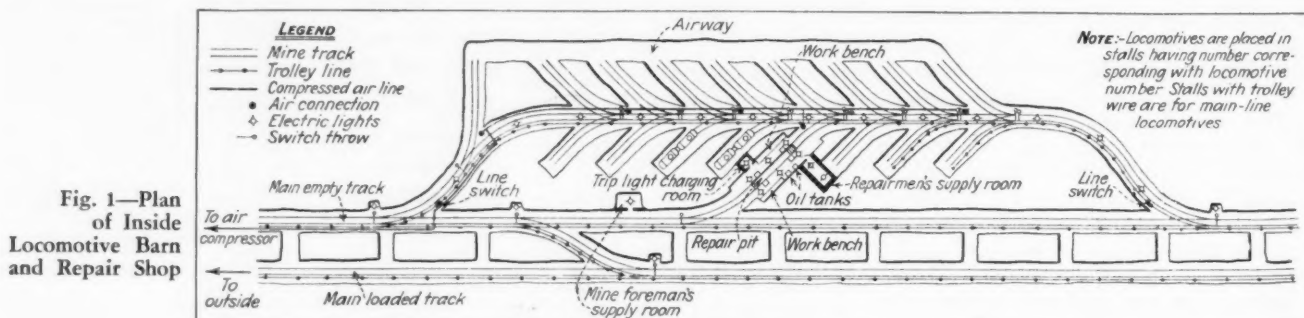 Fig. 1—Plan
of Inside
Locomotive Barn
and Repair Shop
LEGEND
Mine track
Trolley line
Compressed air line
Air connection
Electric lights
Switch throw
Airway
Work bench
NOTE:-Locomotives are placed in
stalls having number corre-
sponding with locomotive
number Stalls with trolley
wire are for main-line
locomotives
Main empty track
Line
switch
Trip light charging
room
Oil tanks
Repairmen's supply room
Line
switch
To air
compressor
Repair pit
Work bench
To
outside
Main loaded track
Mine foreman's
supply room